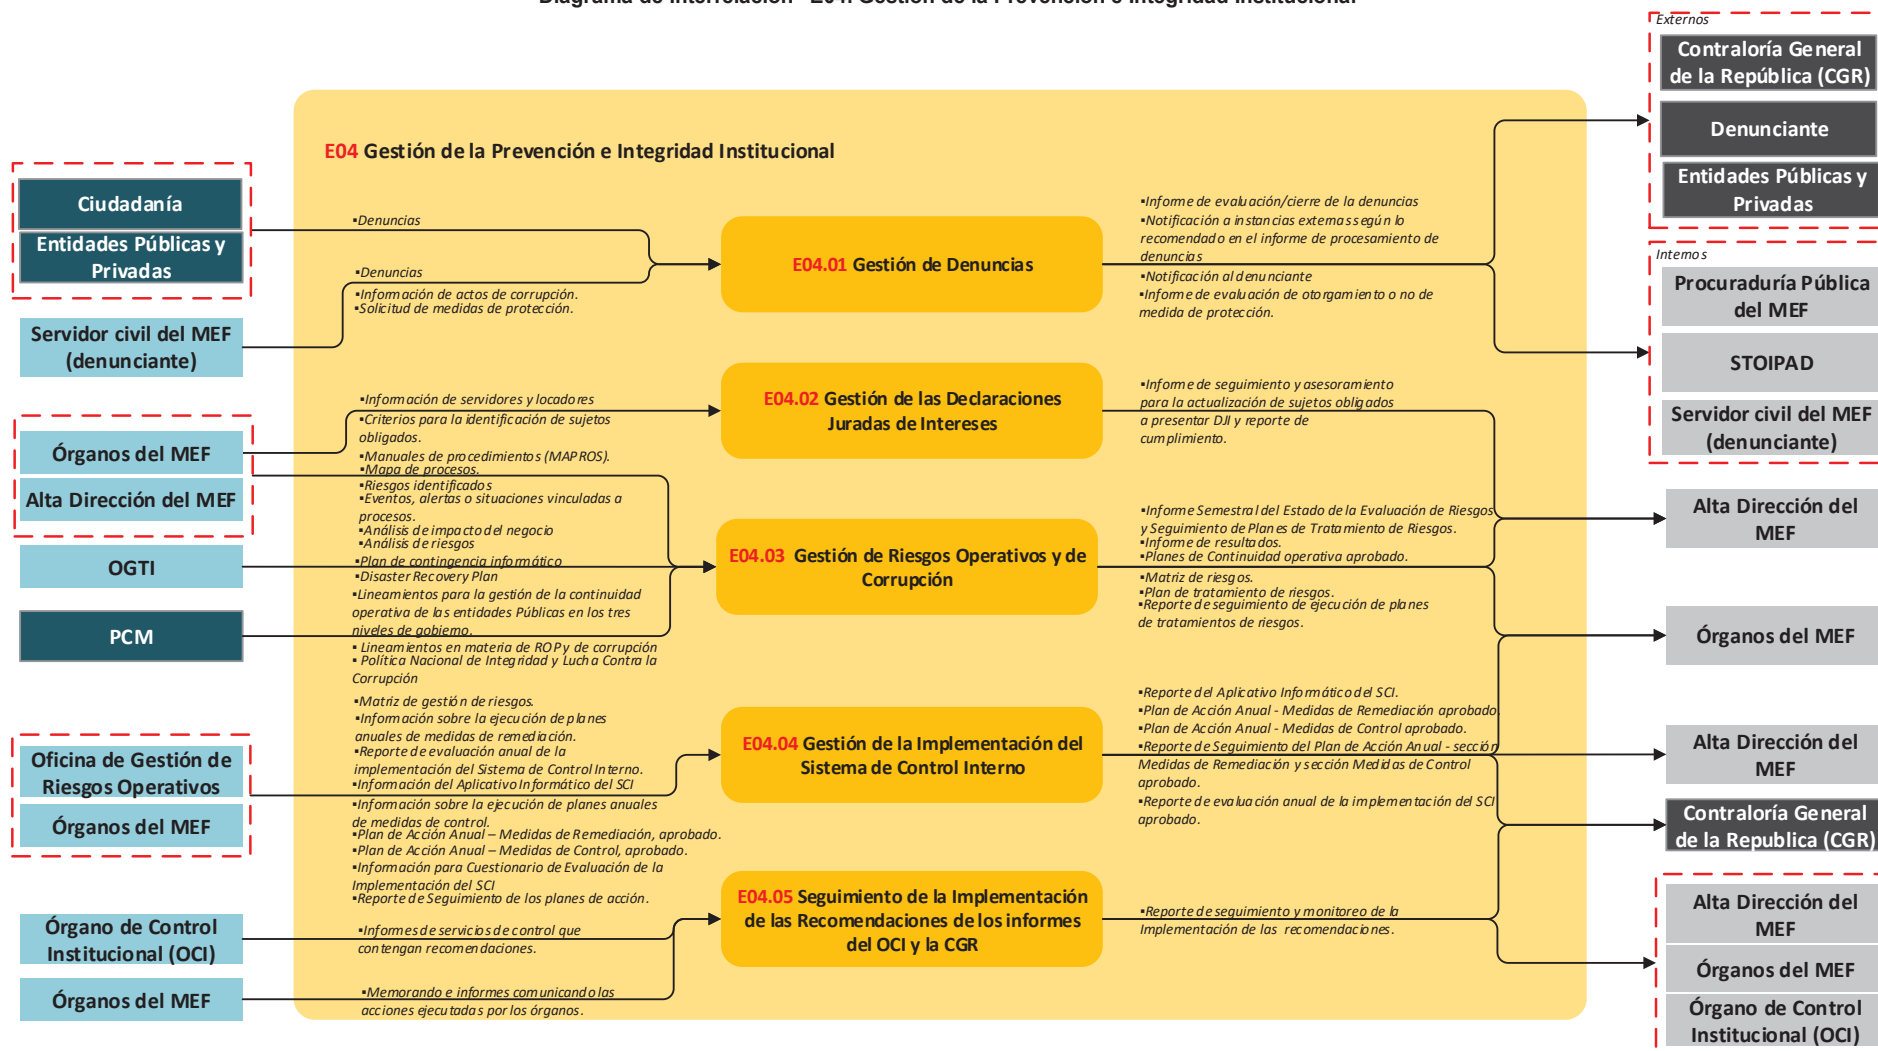 Diagrama de Interrelación - E04: Gestión de la Prevención e Integridad Institucional
E04 Gestión de la Prevención e Integridad Institucional
Ciudadanía
Entidades Públicas y
Privadas
Servidor civil del MEF
(denunciante)
Órganos del MEF
Alta Dirección del MEF
OGTI
PCM
Oficina de Gestión de
Riesgos Operativos
Órganos del MEF
Órgano de Control
Institucional (OCI)
Órganos del MEF
▪Denuncias
▪Denuncias
▪Información de actos de corrupción.
▪Solicitud de medidas de protección.
▪Información de servidores y locadores
▪Criterios para la identificación de sujetos
obligados.
▪Manuales de procedimientos (MAPROS).
▪Mapa de procesos.
▪Riesgos identificados
▪Eventos, alertas o situaciones vinculadas a
procesos.
▪Análisis de impacto del negocio
▪Análisis de riesgos
▪Plan de contingencia informático
▪Disaster Recovery Plan
▪Lineamientos para la gestión de la continuidad
operativa de las entidades Públicas en los tres
niveles de gobierno.
▪ Lineamientos en materia de ROP y de corrupción
▪ Política Nacional de Integridad y Lucha Contra la
Corrupción
▪Matriz de gestión de riesgos.
▪Información sobre la ejecución de planes
anuales de medidas de remediación.
▪Reporte de evaluación anual de la
implementación del Sistema de Control Interno.
▪Información del Aplicativo Informático del SCI
▪Información sobre la ejecución de planes anuales
de medidas de control.
▪Plan de Acción Anual – Medidas de Remediación, aprobado.
▪Plan de Acción Anual – Medidas de Control, aprobado.
▪Información para Cuestionario de Evaluación de la
Implementación del SCI
▪Reporte de Seguimiento de los planes de acción.
▪Informes de servicios de control que
contengan recomendaciones.
▪Memorando e informes comunicando las
acciones ejecutadas por los órganos.
E04.01 Gestión de Denuncias
E04.02 Gestión de las Declaraciones
Juradas de Intereses
E04.03 Gestión de Riesgos Operativos y de
Corrupción
E04.04 Gestión de la Implementación del
Sistema de Control Interno
E04.05 Seguimiento de la Implementación
de las Recomendaciones de los informes
del OCI y la CGR
▪Informe de evaluación/cierre de la denuncias
▪Notificación a instancias externas según lo
recomendado en el informe de procesamiento de
denuncias
▪Notificación al denunciante
▪Informe de evaluación de otorgamiento o no de
medida de protección.
▪Informe de seguimiento y asesoramiento
para la actualización de sujetos obligados
a presentar DJI y reporte de
cumplimiento.
▪Informe Semestral del Estado de la Evaluación de Riesgos
y Seguimiento de Planes de Tratamiento de Riesgos.
▪Informe de resultados.
▪Planes de Continuidad operativa aprobado.
▪Matriz de riesgos.
▪Plan de tratamiento de riesgos.
▪Reporte de seguimiento de ejecución de planes
de tratamientos de riesgos.
▪Reporte del Aplicativo Informático del SCI.
▪Plan de Acción Anual - Medidas de Remediación aprobado.
▪Plan de Acción Anual - Medidas de Control aprobado.
▪Reporte de Seguimiento del Plan de Acción Anual - sección
Medidas de Remediación y sección Medidas de Control
aprobado.
▪Reporte de evaluación anual de la implementación del SCI
aprobado.
▪Reporte de seguimiento y monitoreo de la
Implementación de las recomendaciones.
Externos
Contraloría General
de la República (CGR)
Denunciante
Entidades Públicas y
Privadas
Internos
Procuraduría Pública
del MEF
STOIPAD
Servidor civil del MEF
(denunciante)
Alta Dirección del
MEF
Órganos del MEF
Alta Dirección del
MEF
Contraloría General
de la Republica (CGR)
Alta Dirección del
MEF
Órganos del MEF
Órgano de Control
Institucional (OCI)